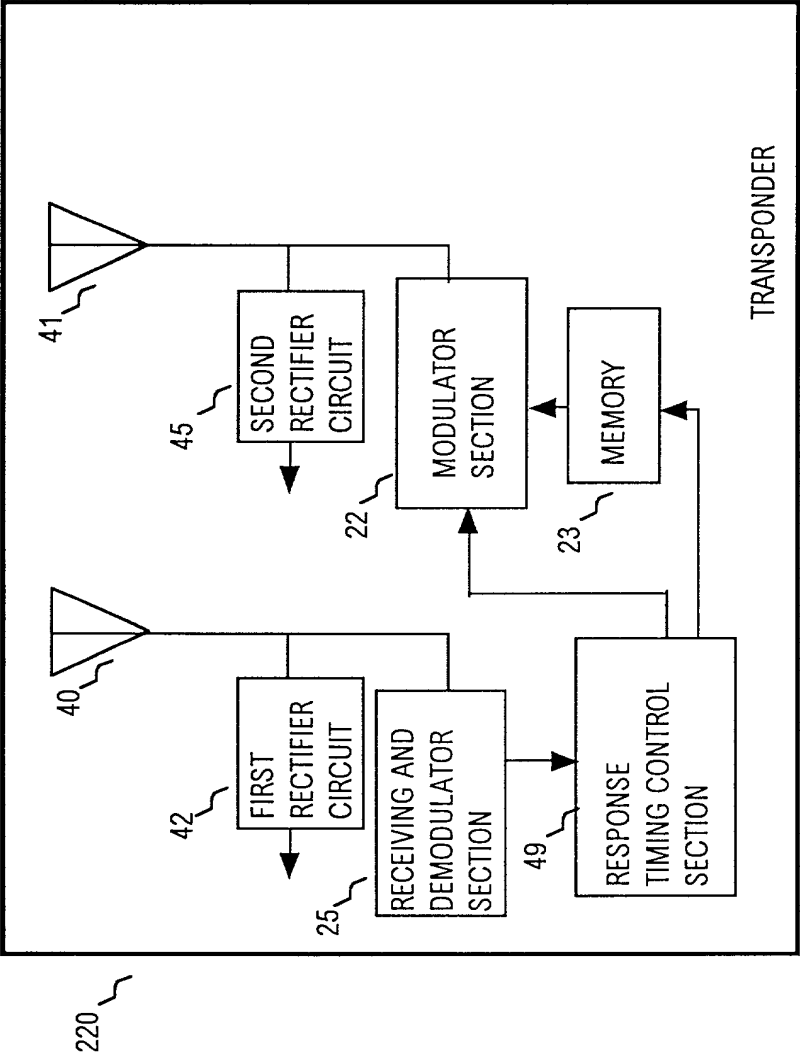 220
40
41
42
FIRST
RECTIFIER
CIRCUIT
45
SECOND
RECTIFIER
CIRCUIT
25
RECEIVING AND
DEMODULATOR
SECTION
22
MODULATOR
SECTION
49
RESPONSE
TIMING CONTROL
SECTION
23
MEMORY
TRANSPONDER